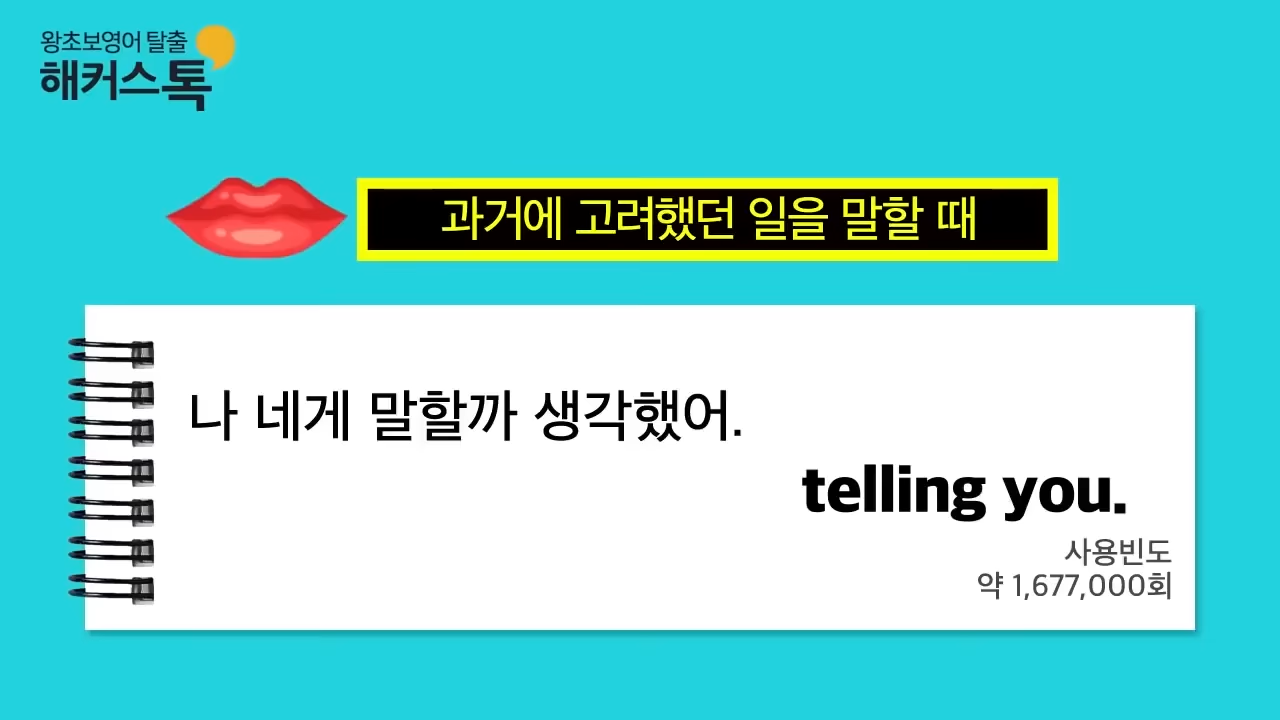 왕초보영어 탈출
해커스톡
과거에 고려했던 일을 말할 때
나 네게 말할까 생각했어.
telling you.
사용빈도
약 1,677,000회